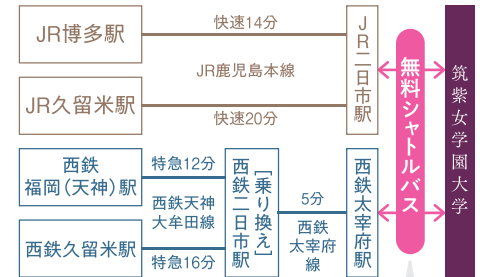 JR博多駅
快速14分
JR鹿児島本線
JR久留米駅
快速20分
JR二日市駅
西鉄
福岡（天神）駅
特急12分
西鉄天神
大牟田線
西鉄久留米駅
特急16分
［乗り換え］
西鉄二日市駅
5分
西鉄
太宰府
線
西鉄太宰府駅
無料シャトルバス
筑紫女学園大学